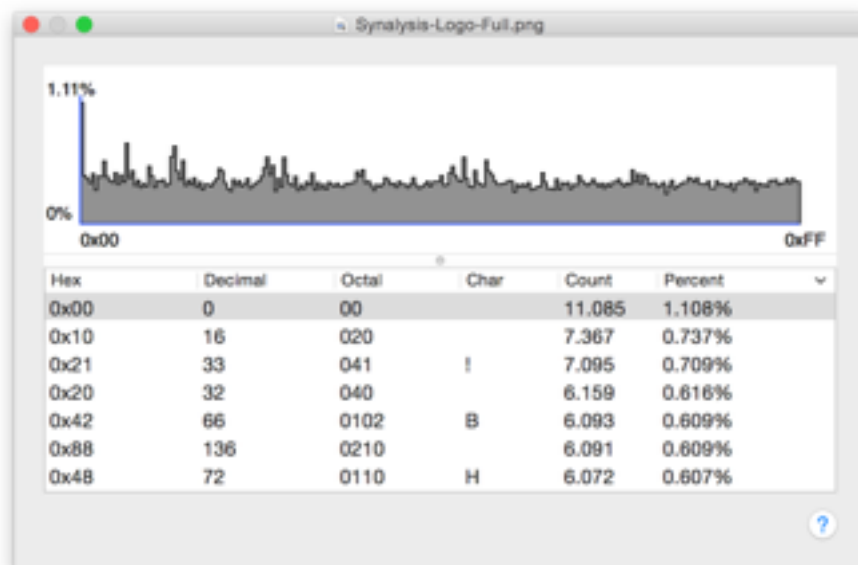 Synalysis-Logo-Full.png
1.11%
0%
0x00 0xFF
Hex Decimal Octal Char Count Percent
0x00 0 00 11.085 1.108%
0x10 16 020 7.367 0.737%
0x21 33 041 ! 7.095 0.709%
0x20 32 040 6.159 0.616%
0x42 66 0102 B 6.093 0.609%
0x88 136 0210 6.091 0.609%
0x48 72 0110 H 6.072 0.607%
?